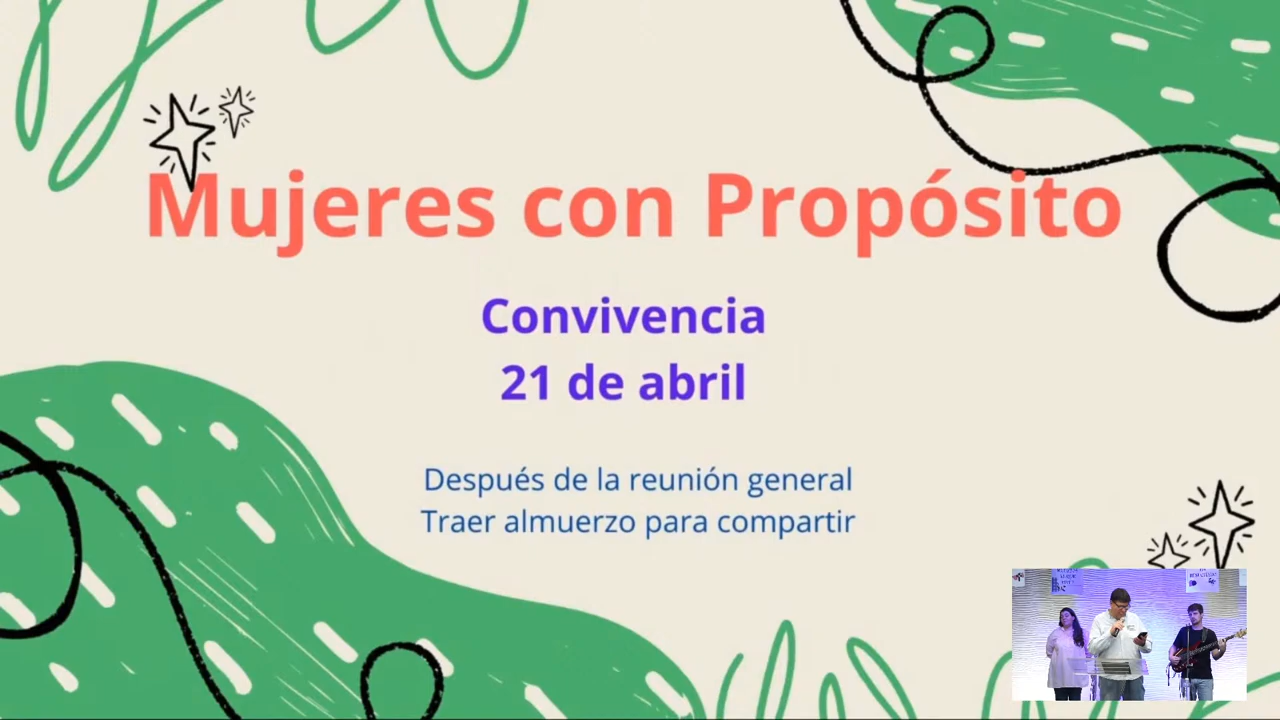 Mujeres con Propósito
Convivencia
21 de abril
Después de la reunión general
Traer almuerzo para compartir